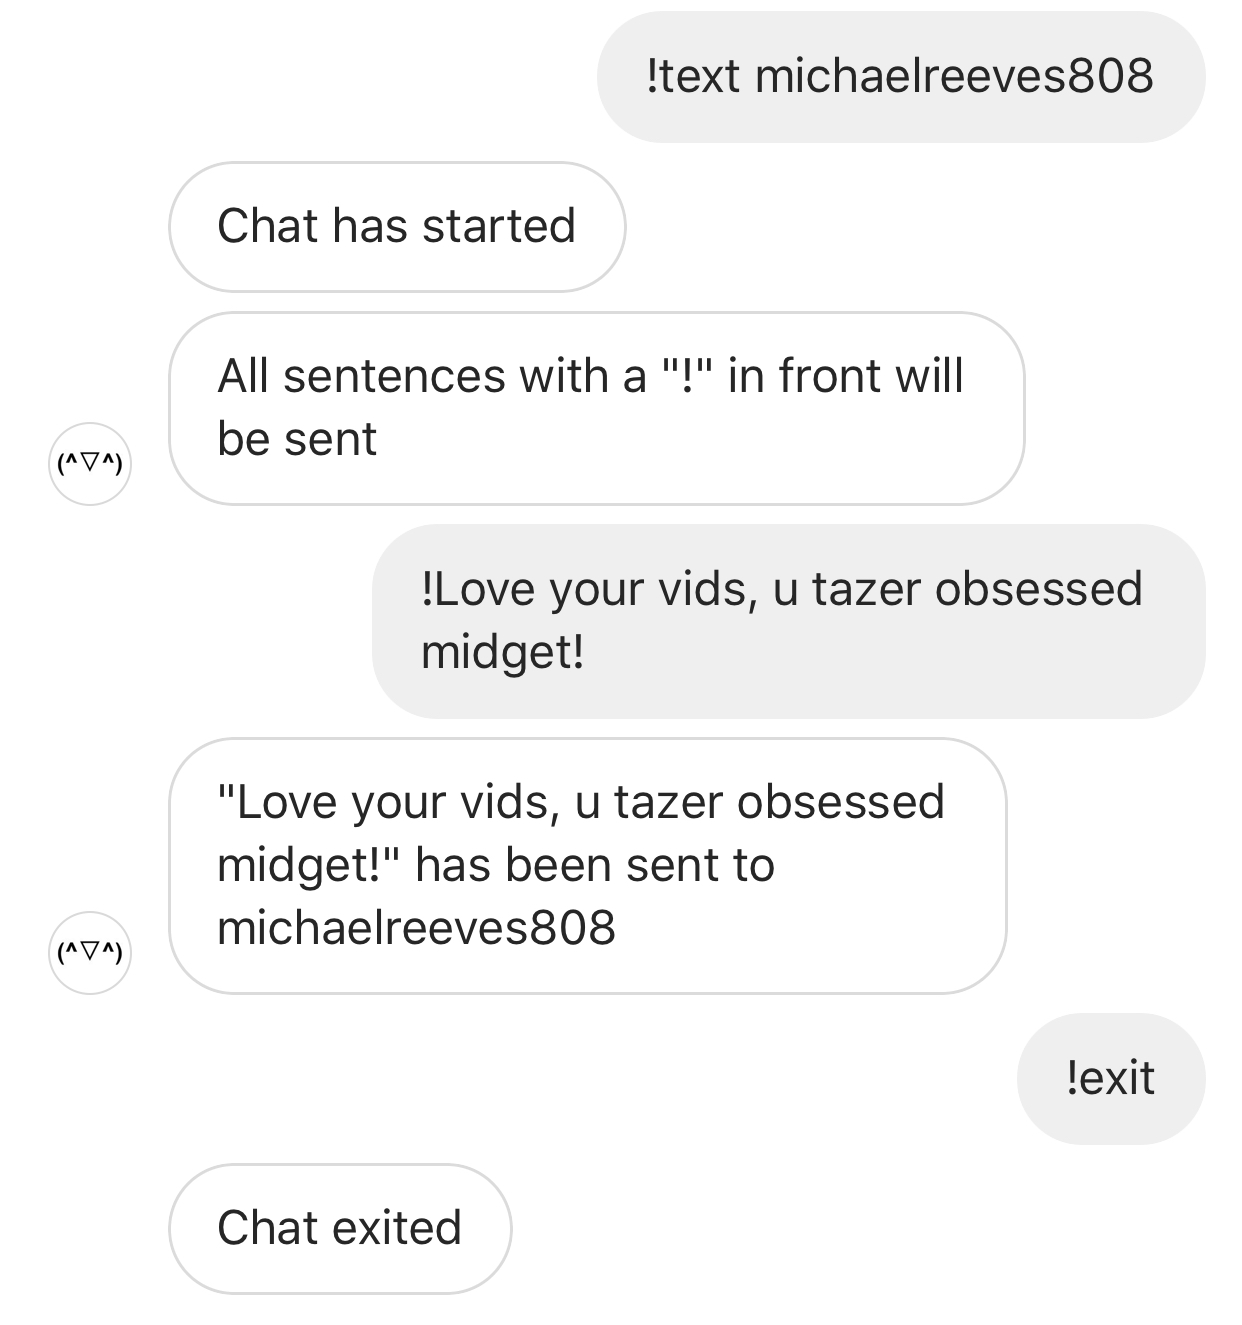 !text michaelreeves808
Chat has started
All sentences with a "!" in front will
be sent
(^▽^)
!Love your vids, u tazer obsessed
midget!
"Love your vids, u tazer obsessed
midget!" has been sent to
michaelreeves808
(^▽^)
!exit
Chat exited